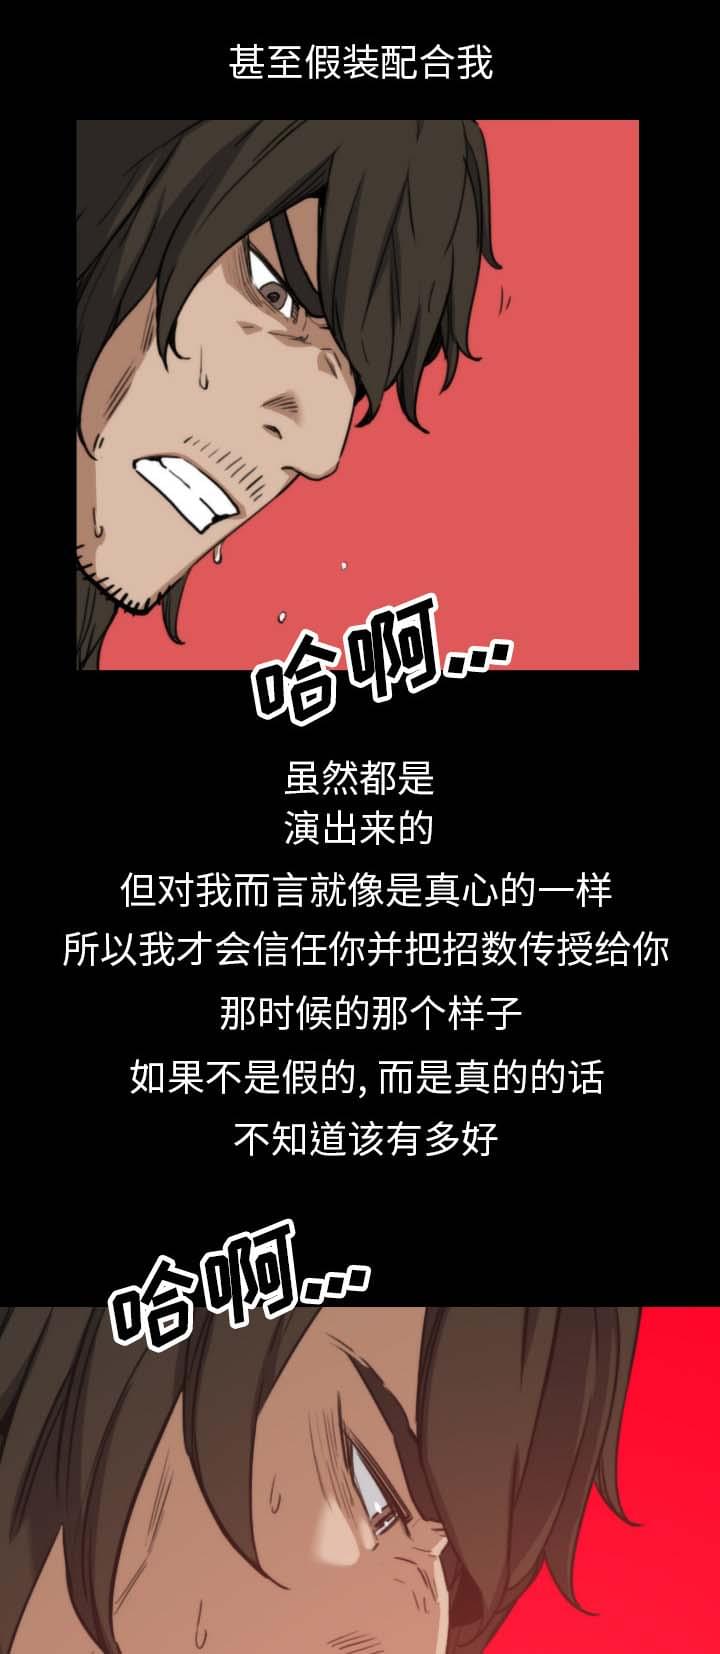 甚至假装配合我
哈啊...
虽然都是
演出来的
但对我而言就像是真心的一样
所以我才会信任你并把招数传授给你
那时候的那个样子
如果不是假的, 而是真的的话
不知道该有多好
哈啊...